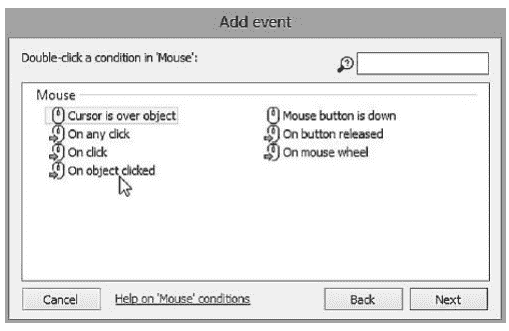 Add event
Double-click a condition in 'Mouse':
Mouse
Cursor is over object
On any click
On click
On object clicked
Mouse button is down
On button released
On mouse wheel
Cancel
Help on 'Mouse' conditions
Back
Next